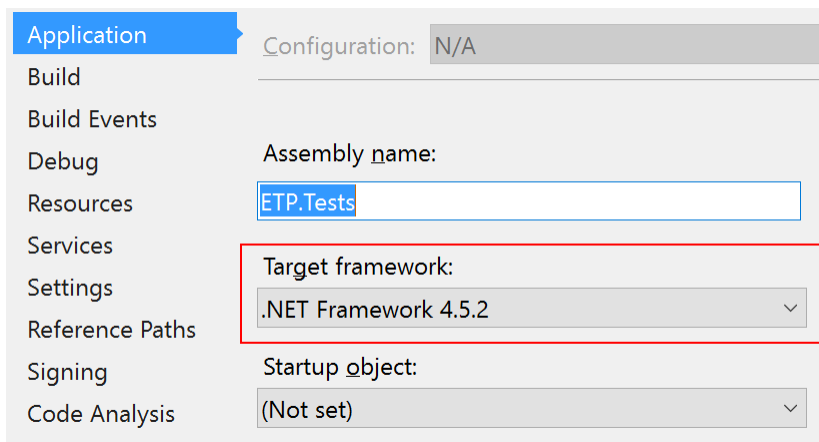 Application
Build
Build Events
Debug
Resources
Services
Settings
Reference Paths
Signing
Code Analysis
Configuration: N/A
Assembly name:
ETP.Tests
Target framework:
.NET Framework 4.5.2
Startup object:
(Not set)